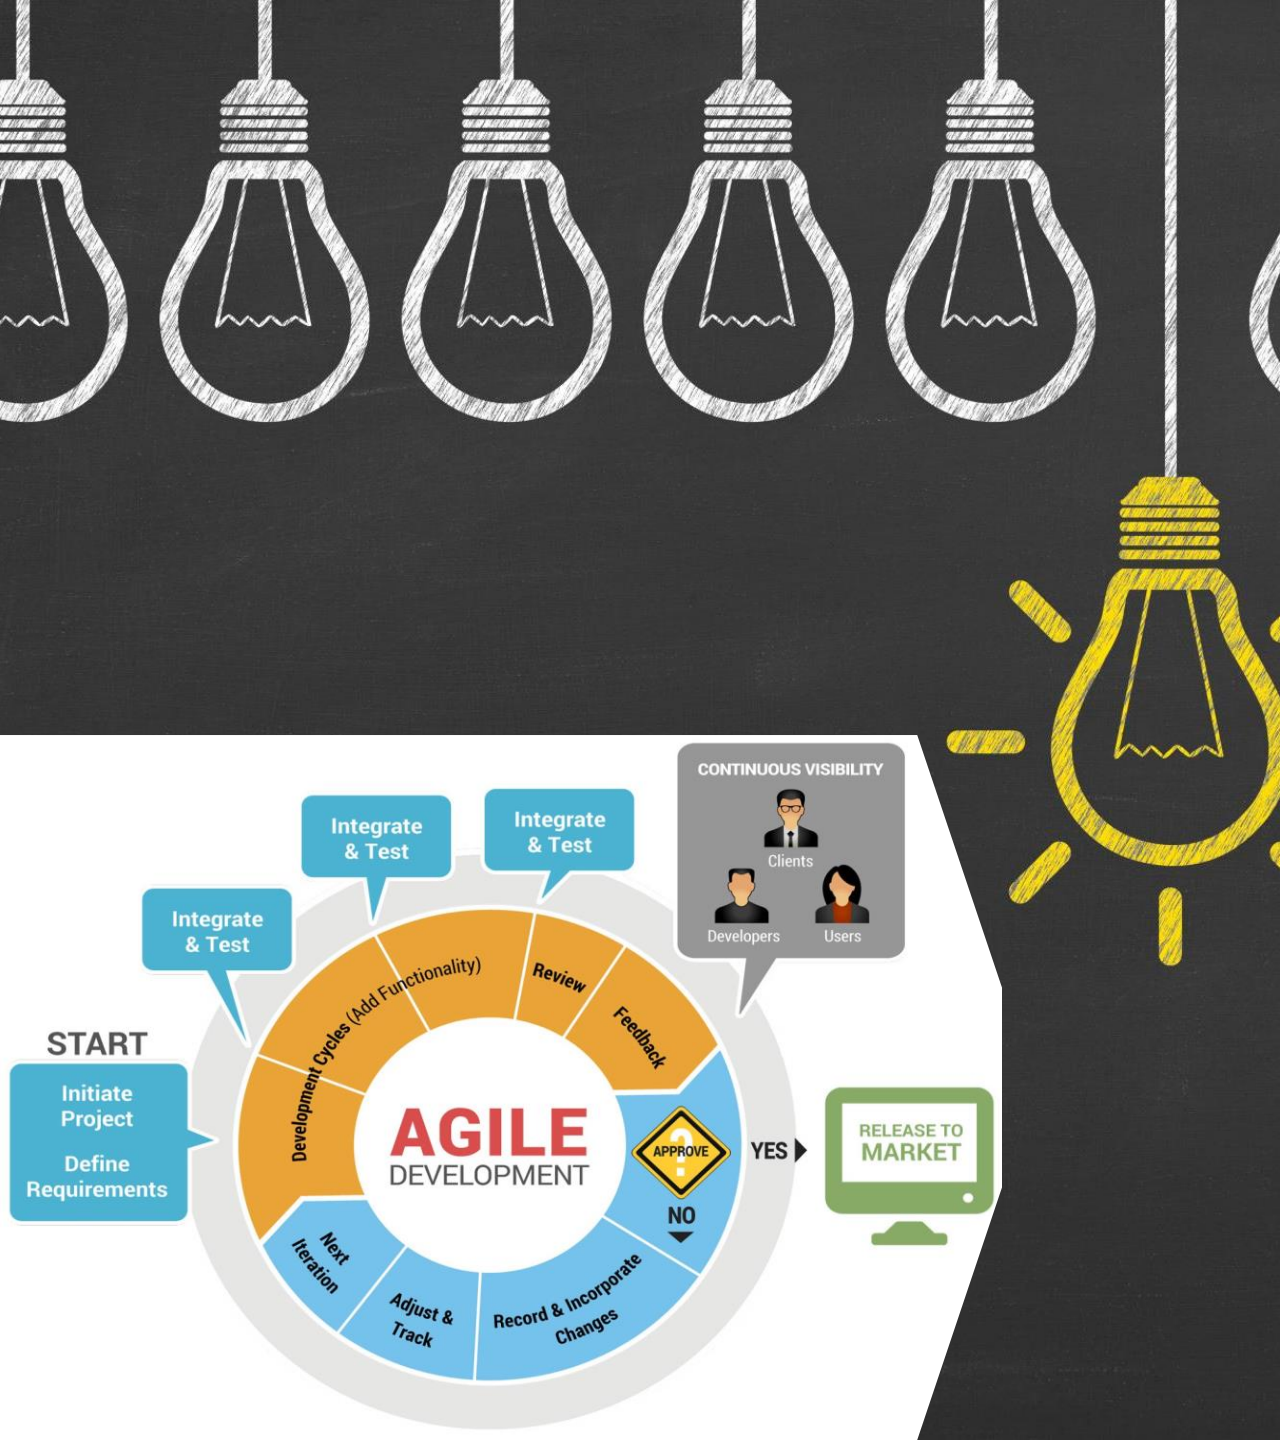 CONTINUOUS VISIBILITY
Clients
Developers
Users
Integrate
& Test
Integrate
& Test
Integrate
& Test
START
Initiate
Project
Define
Requirements
Development Cycles (Add Functionality)
Review
Feedback
AGILE
DEVELOPMENT
?
APPROVE
YES
NO
RELEASE TO
MARKET
Record & Incorporate
Changes
Adjust &
Track
Next
Iteration